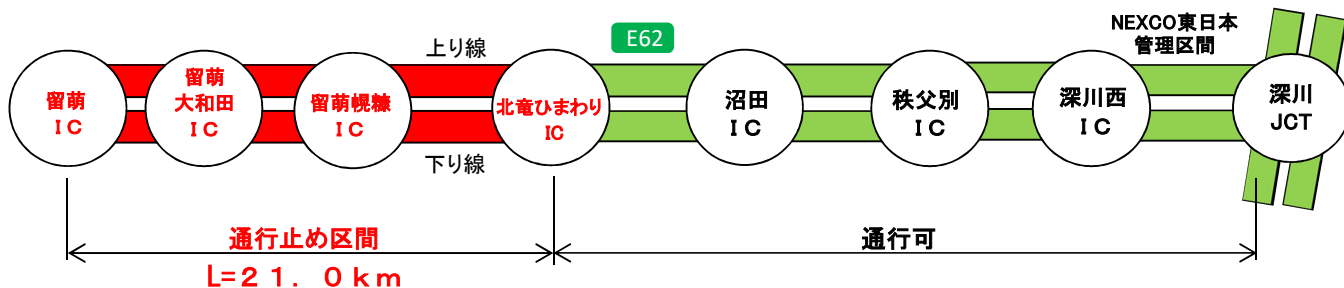 E62
NEXCO東日本
管理区間
上り線
留萌
IC
留萌
大和田
IC
留萌幌糠
IC
北竜ひまわり
IC
沼田
IC
秩父別
IC
深川西
IC
深川
JCT
下り線
通行止め区間
L=21.0km
通行可